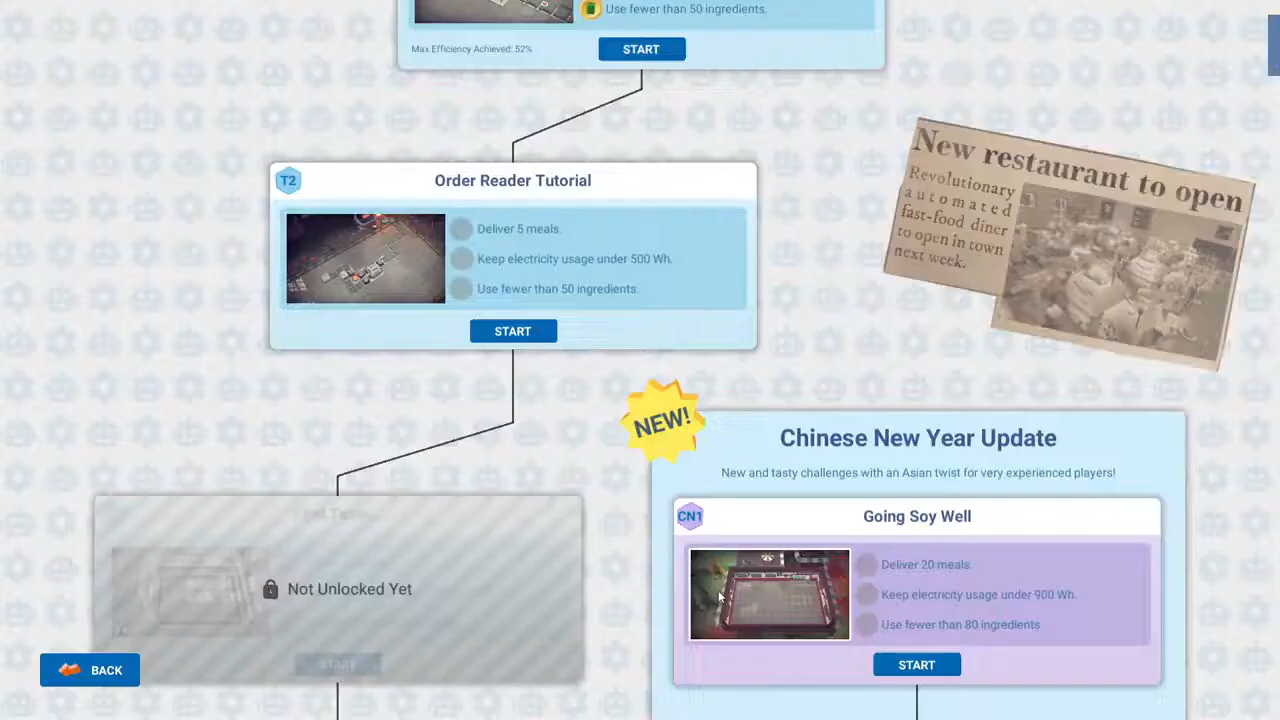 Use fewer than 50 ingredients.
Max Efficiency Achieved: 52%
START
T2
Order Reader Tutorial
Deliver 5 meals.
Keep electricity usage under 500 Wh.
Use fewer than 50 ingredients.
START
New restaurant to open
Revolutionary
automated
fast-food diner
to open in town
next week.
NEW!
Chinese New Year Update
New and tasty challenges with an Asian twist for very experienced players!
CN1
Going Soy Well
Deliver 20 meals.
Keep electricity usage under 900 Wh.
Use fewer than 80 ingredients
START
Not Unlocked Yet
START
BACK